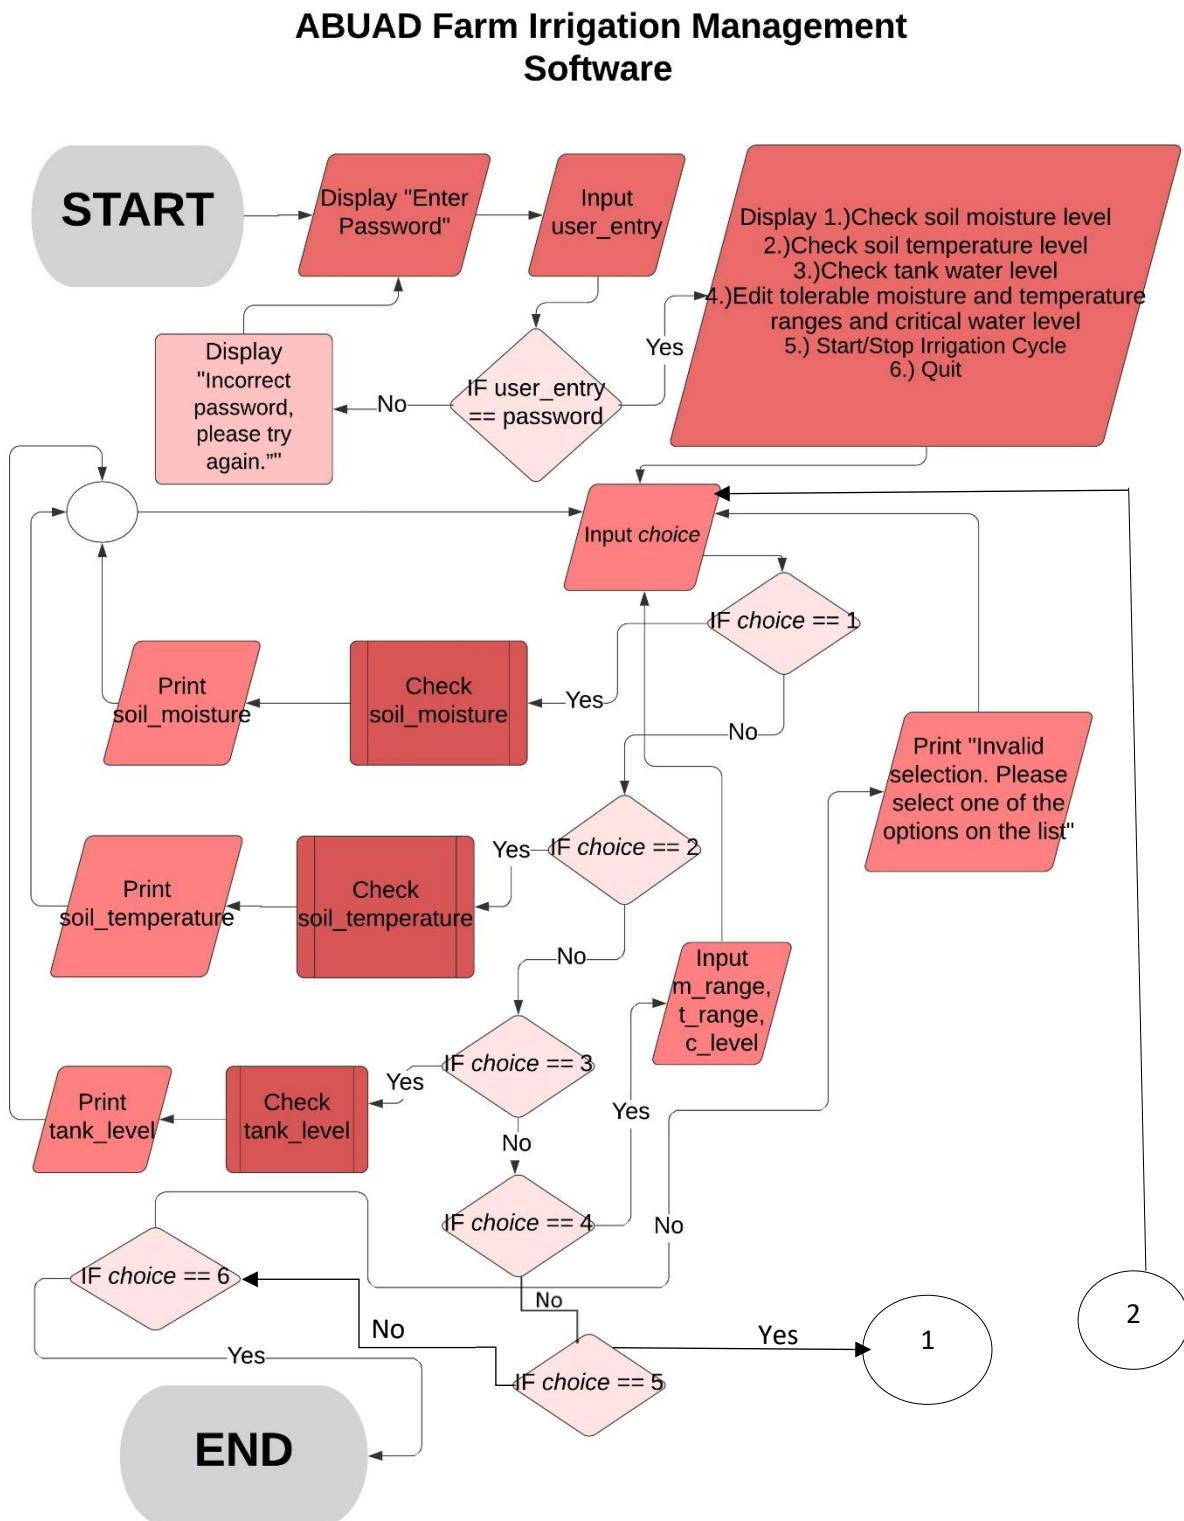 ABUAD Farm Irrigation Management
Software
START
Display "Enter
Password"
Input
user_entry
Display 1.)Check soil moisture level
2.)Check soil temperature level
3.)Check tank water level
4.)Edit tolerable moisture and temperature
ranges and critical water level
5.) Start/Stop Irrigation Cycle
6.) Quit
Yes
Display
"Incorrect
password,
please try
again.”"
No
IF user_entry
== password
Input choice
IF choice == 1
Yes
Check
soil_moisture
Print
soil_moisture
No
Print "Invalid
selection. Please
select one of the
options on the list"
IF choice == 2
Yes
Check
soil_temperature
Print
soil_temperature
No
Input
m_range,
t_range,
c_level
IF choice == 3
Yes
Check
tank_level
Print
tank_level
No
Yes
IF choice == 4
No
IF choice == 6
No
No
Yes
1
2
Yes
IF choice == 5
END